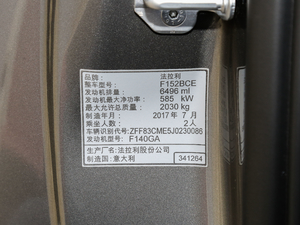 品牌: 法拉利
整车型号: F152BCE
发动机排量: 6496 ml
发动机最大净功率: 585 kW
最大允许总质量: 2030 kg
制造年月: 2017 年 7 月
乘坐人数: 2人
车辆识别代号: ZFF83CME5J0230086
发动机型号: F140GA
生产厂名: 法拉利股份公司
制造国: 意大利 341264